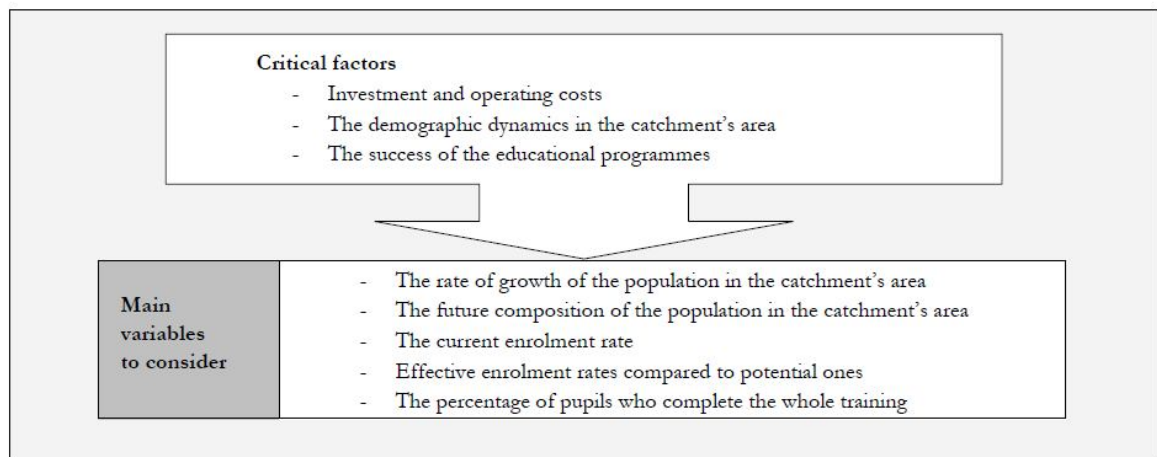 Critical factors
- Investment and operating costs
- The demographic dynamics in the catchment's area
- The success of the educational programmes
Main
variables
to consider
- The rate of growth of the population in the catchment's area
- The future composition of the population in the catchment's area
- The current enrolment rate
- Effective enrolment rates compared to potential ones
- The percentage of pupils who complete the whole training